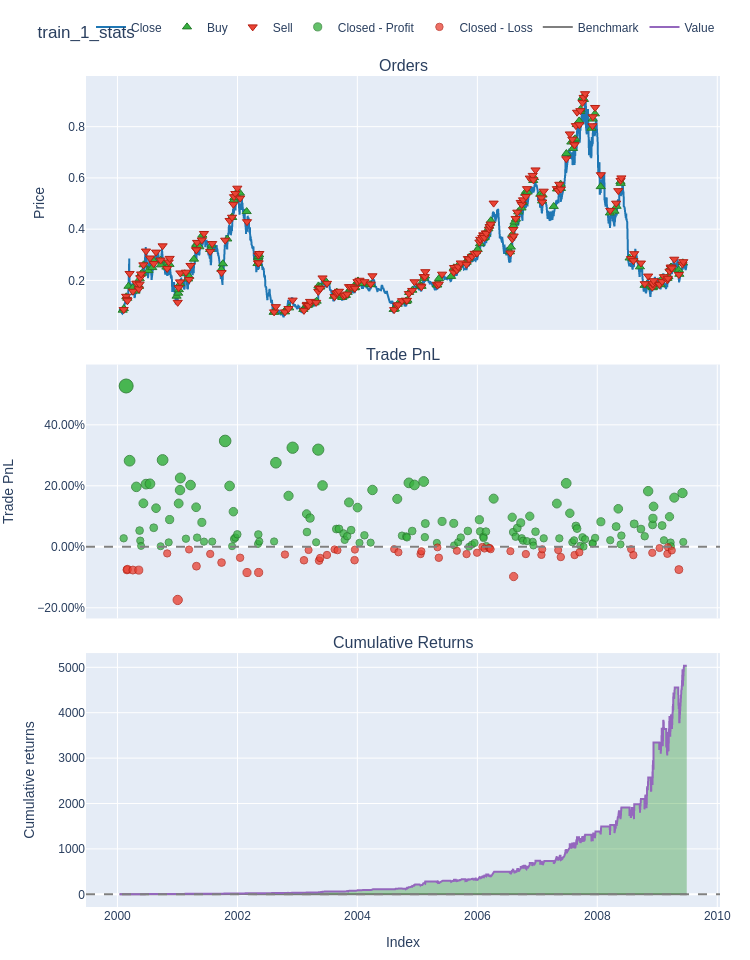 train_1_stats
Close Buy Sell Closed - Profit Closed - Loss Benchmark Value
Orders
Price
0.8
0.6
0.4
0.2
Trade PnL
Trade PnL
40.00%
20.00%
0.00%
−20.00%
Cumulative Returns
Cumulative returns
5000
4000
3000
2000
1000
0
2000 2002 2004 2006 2008 2010
Index